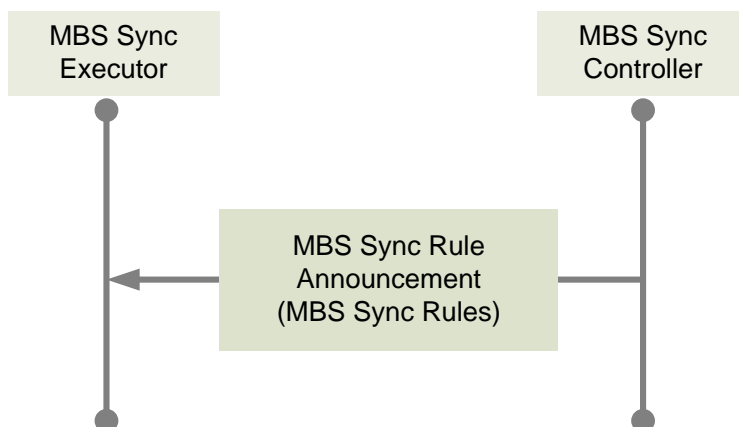 MBS Sync
Executor
MBS Sync
Controller
MBS Sync Rule
Announcement
(MBS Sync Rules)